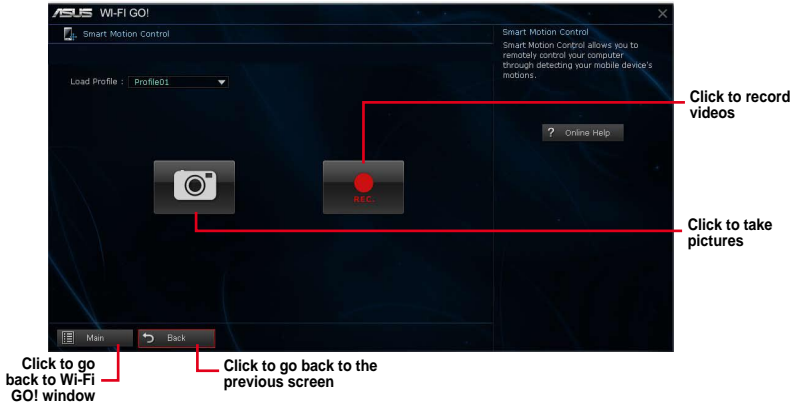 ASUS WI-FI GO!
Smart Motion Control
Load Profile : Profile01
REC.
Main
Back
Smart Motion Control
Smart Motion Control allows you to
remotely control your computer
through detecting your mobile device's
motions.
? Online Help
Click to record
videos
Click to take
pictures
Click to go
back to Wi-Fi
GO! window
Click to go back to the
previous screen